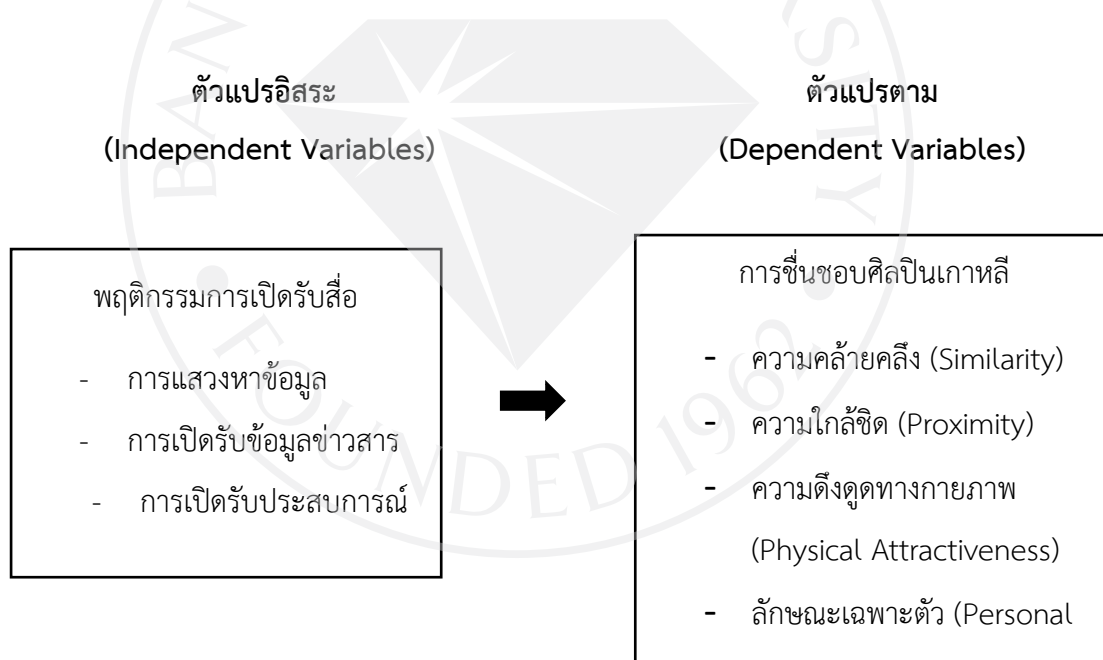 ตัวแปรอิสระ
(Independent Variables)
พฤติกรรมการเปิดรับสื่อ
- การแสวงหาข้อมูล
- การเปิดรับข้อมูลข่าวสาร
- การเปิดรับประสบการณ์
ตัวแปรตาม
(Dependent Variables)
การชื่นชอบศิลปินเกาหลี
- ความคล้ายคลึง (Similarity)
- ความใกล้ชิด (Proximity)
- ความดึงดูดทางกายภาพ
(Physical Attractiveness)
- ลักษณะเฉพาะตัว (Personal
FOUNDED 1962